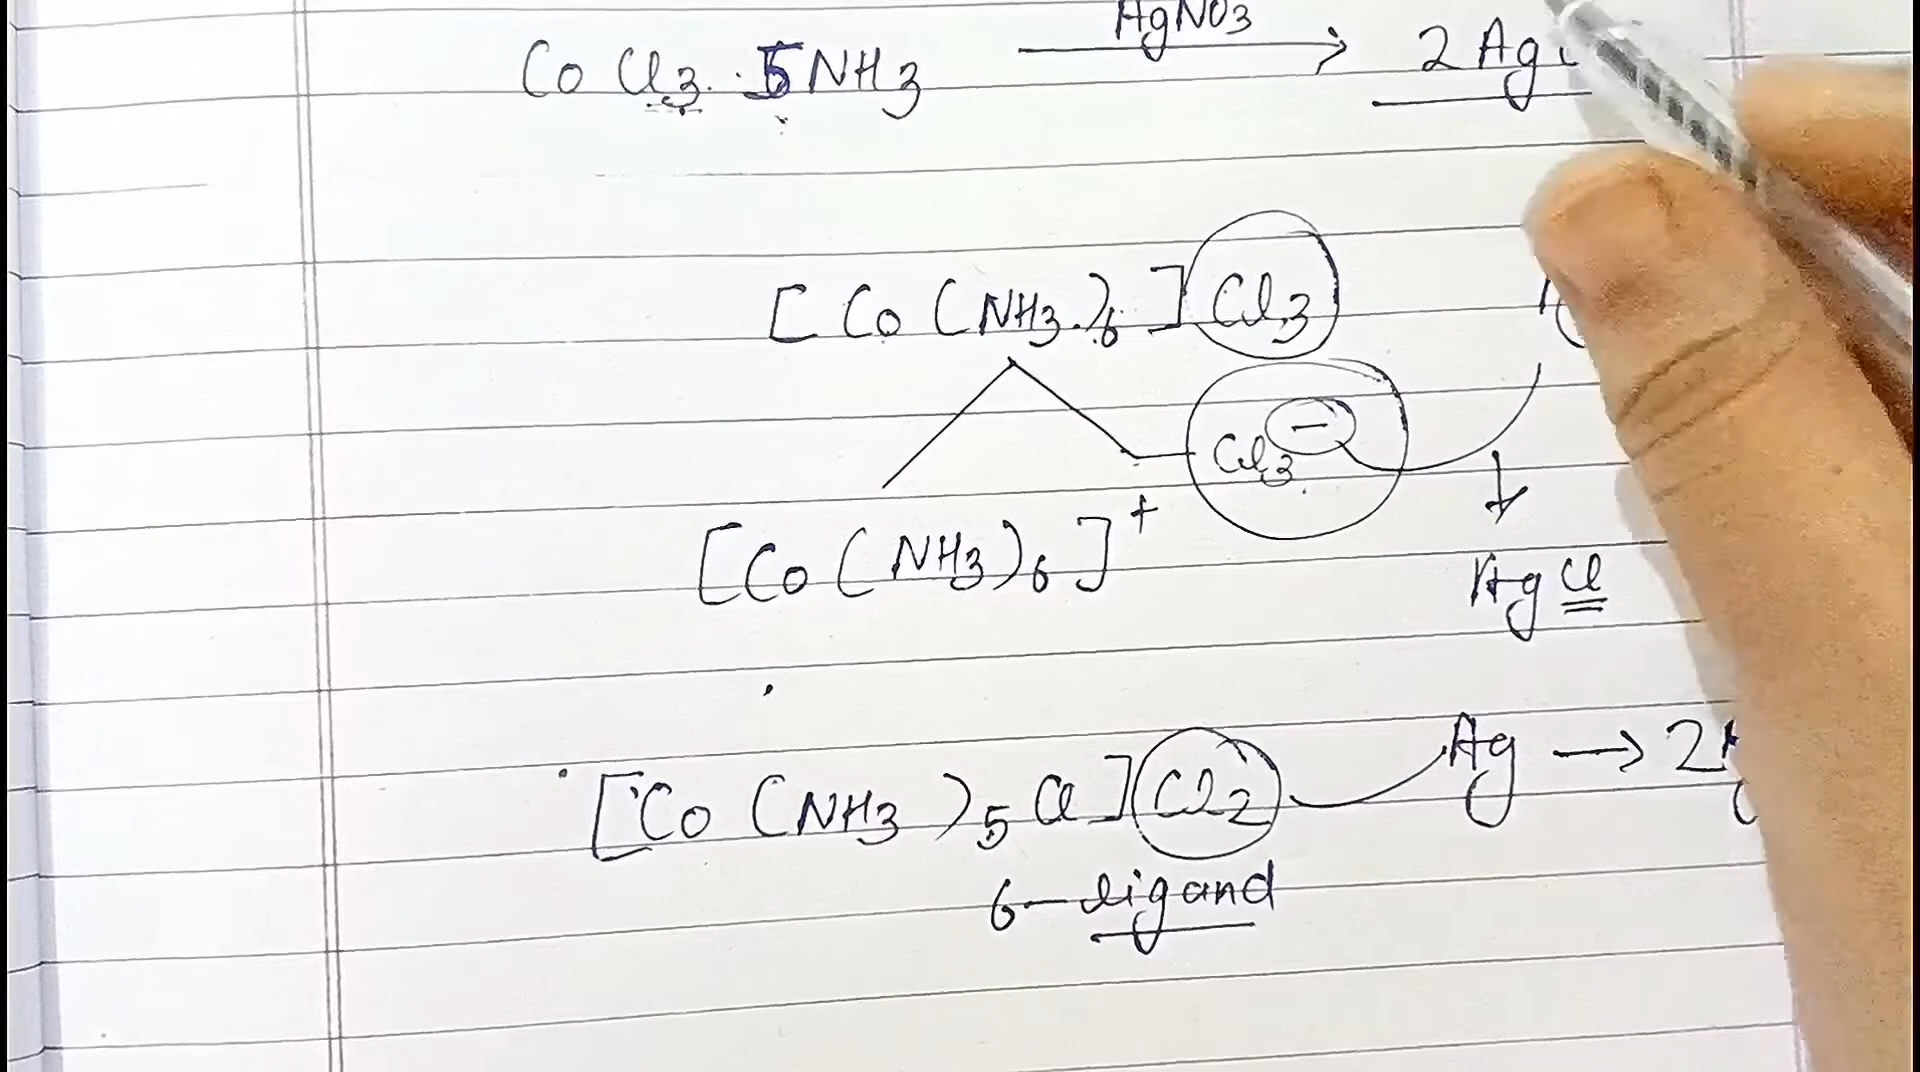 CoCl3.5NH3 AgNO3 → 2Ag
[Co(NH3)6]Cl3
Cl3 −
[Co(NH3)6]+
AgCl
[Co(NH3)5Cl]Cl2 Ag → 2
6-ligand